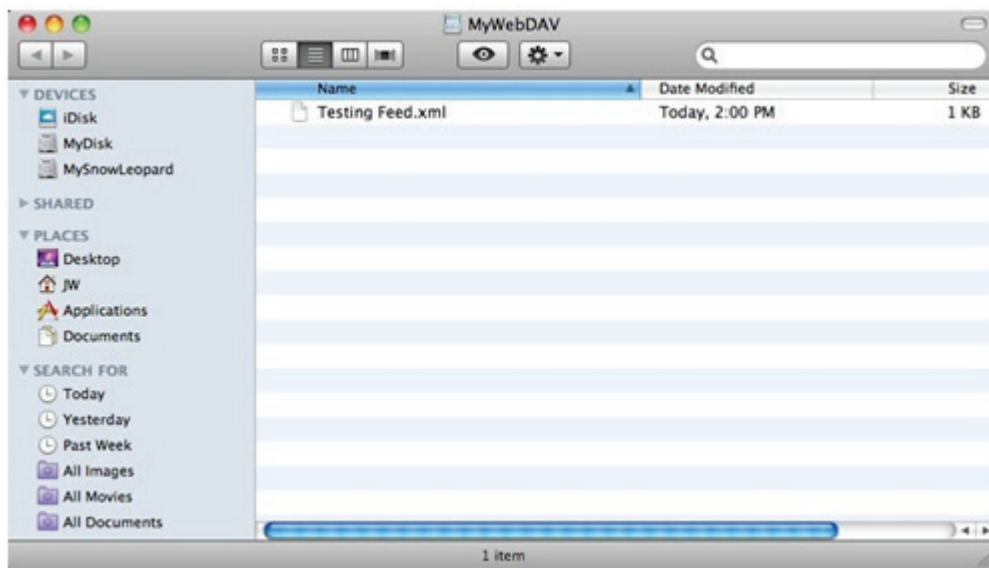 MyWebDAV
Name Date Modified Size
Testing Feed.xml Today, 2:00 PM 1 KB
DEVICES
iDisk
MyDisk
MySnowLeopard
SHARED
PLACES
Desktop
JW
Applications
Documents
SEARCH FOR
Today
Yesterday
Past Week
All Images
All Movies
All Documents
1 item